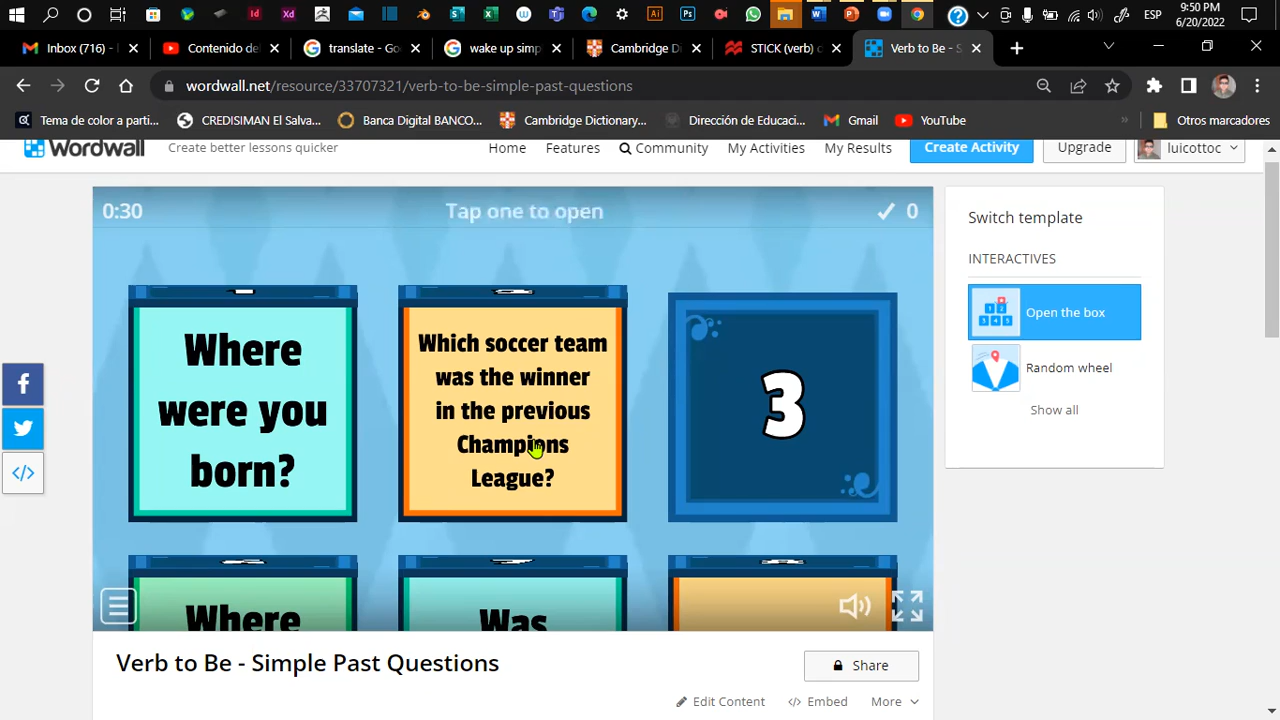 9:50 PM
ESP
6/20/2022
Inbox (716) -
Contenido de
translate - Go
wake up simp
Cambridge D
STICK (verb) c
Verb to Be - S
wordwall.net/resource/33707321/verb-to-be-simple-past-questions
Tema de color a parti...
CREDISIMAN El Salva...
Banca Digital BANCO...
Cambridge Dictionary...
Dirección de Educaci...
Gmail
YouTube
Otros marcadores
Wordwall
Create better lessons quicker
Home
Features
Community
My Activities
My Results
Create Activity
Upgrade
luicottoc
0:30
Tap one to open
0
Where
were you
born?
Which soccer team
was the winner
in the previous
Champions
League?
3
Where
Was
Switch template
INTERACTIVES
Open the box
Random wheel
Show all
Verb to Be - Simple Past Questions
Share
Edit Content
Embed
More